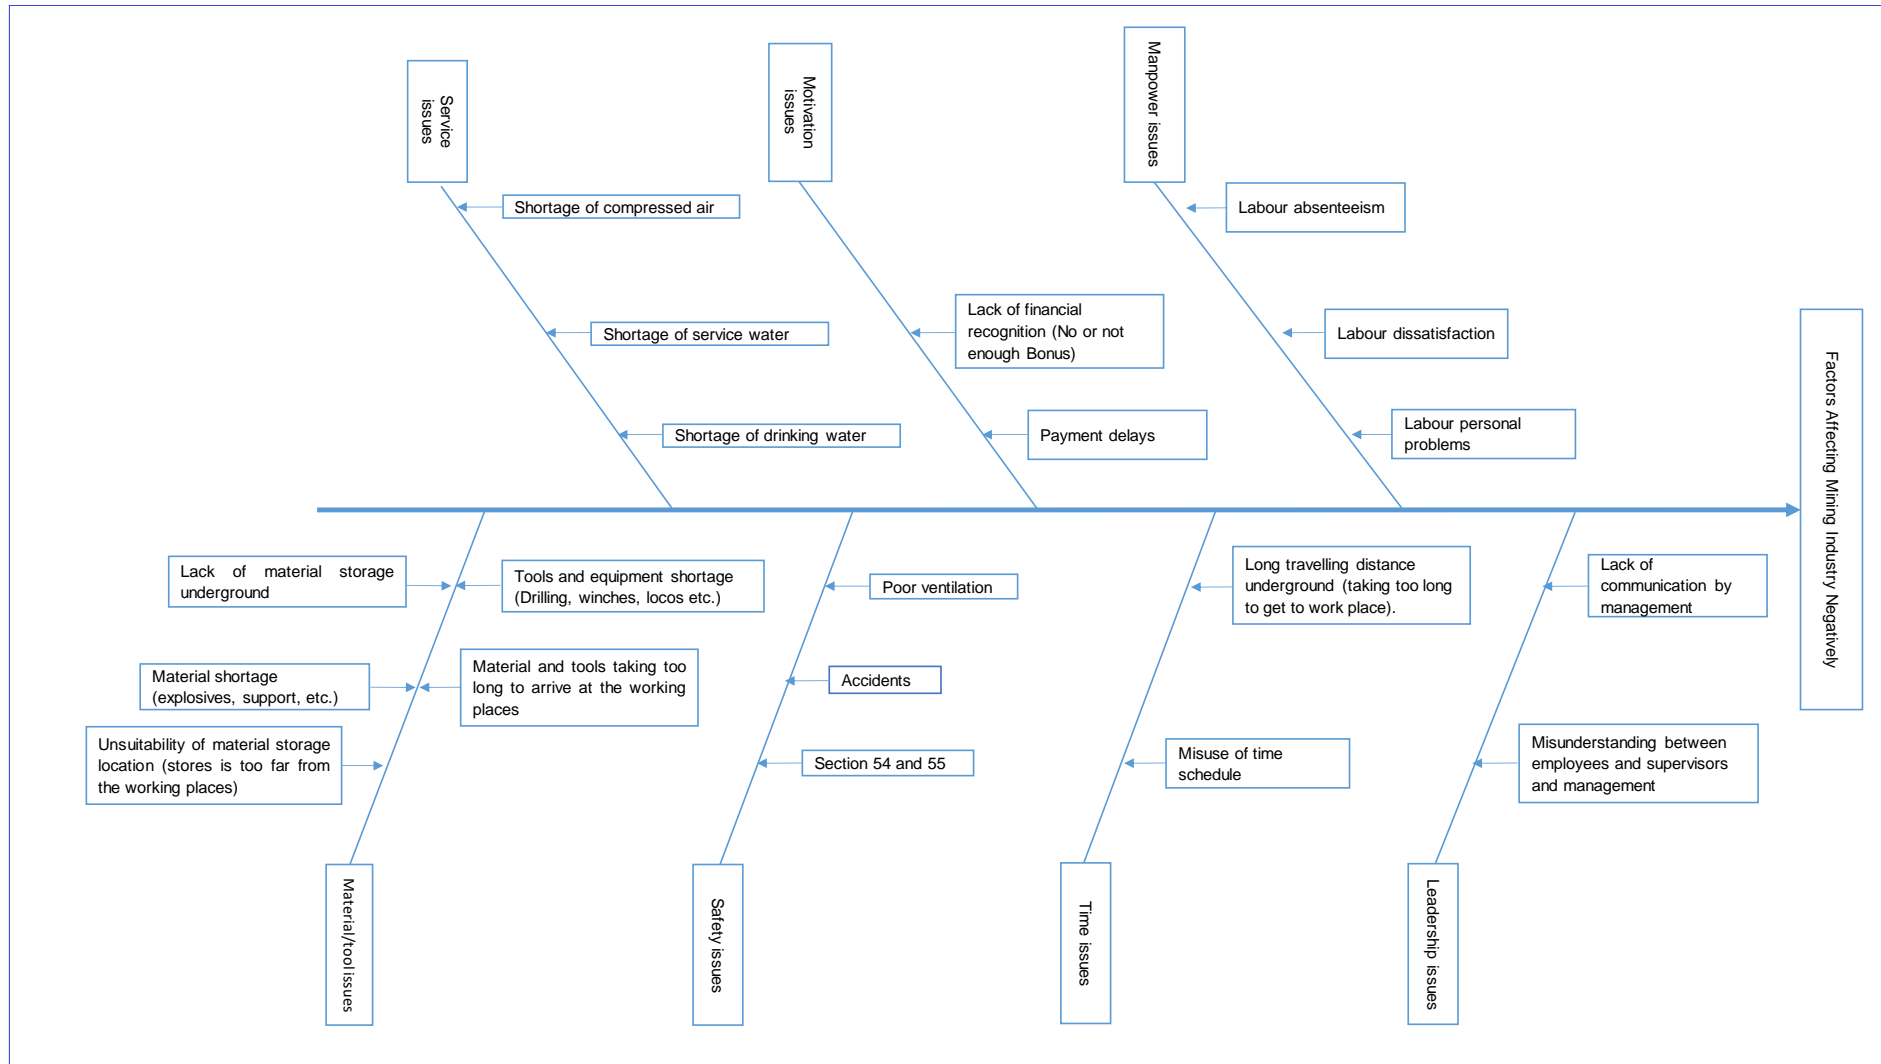 Service
issues
Motivation
issues
Manpower issues
Shortage of compressed air
Labour absenteeism
Shortage of service water
Lack of financial
recognition (No or not
enough Bonus)
Labour dissatisfaction
Shortage of drinking water
Payment delays
Labour personal
problems
Factors Affecting Mining Industry Negatively
Lack of material storage
underground
Tools and equipment shortage
(Drilling, winches, locos etc.)
Poor ventilation
Long travelling distance
underground (taking too long
to get to work place).
Lack of
communication by
management
Material shortage
(explosives, support, etc.)
Material and tools taking too
long to arrive at the working
places
Accidents
Unsuitability of material storage
location (stores is too far from
the working places)
Section 54 and 55
Misuse of time
schedule
Misunderstanding between
employees and supervisors
and management
Material/tool issues
Safety issues
Time issues
Leadership issues